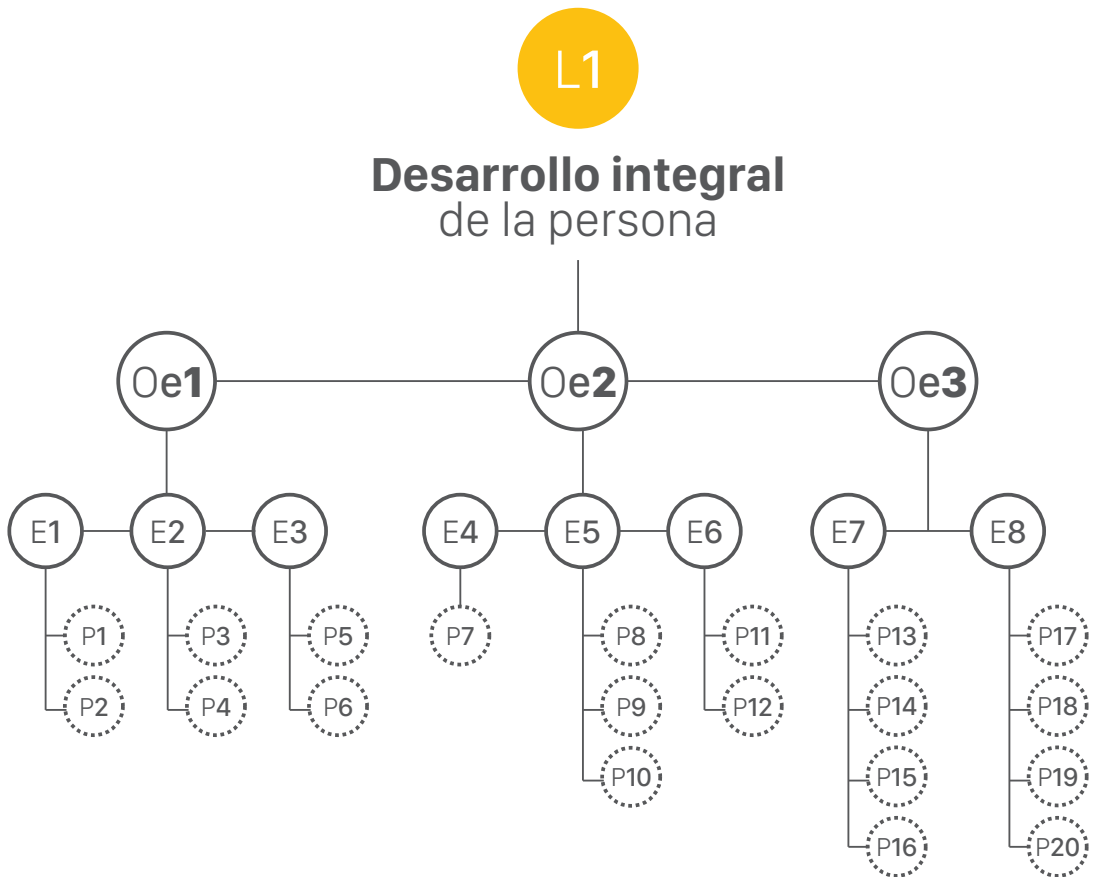 L1
Desarrollo integral
de la persona
Oe1 Oe2 Oe3
E1 E2 E3 E4 E5 E6 E7 E8
P1 P3 P5 P7 P8 P11 P13 P17
P2 P4 P6 P9 P12 P14 P18
P10 P15 P19
P16 P20